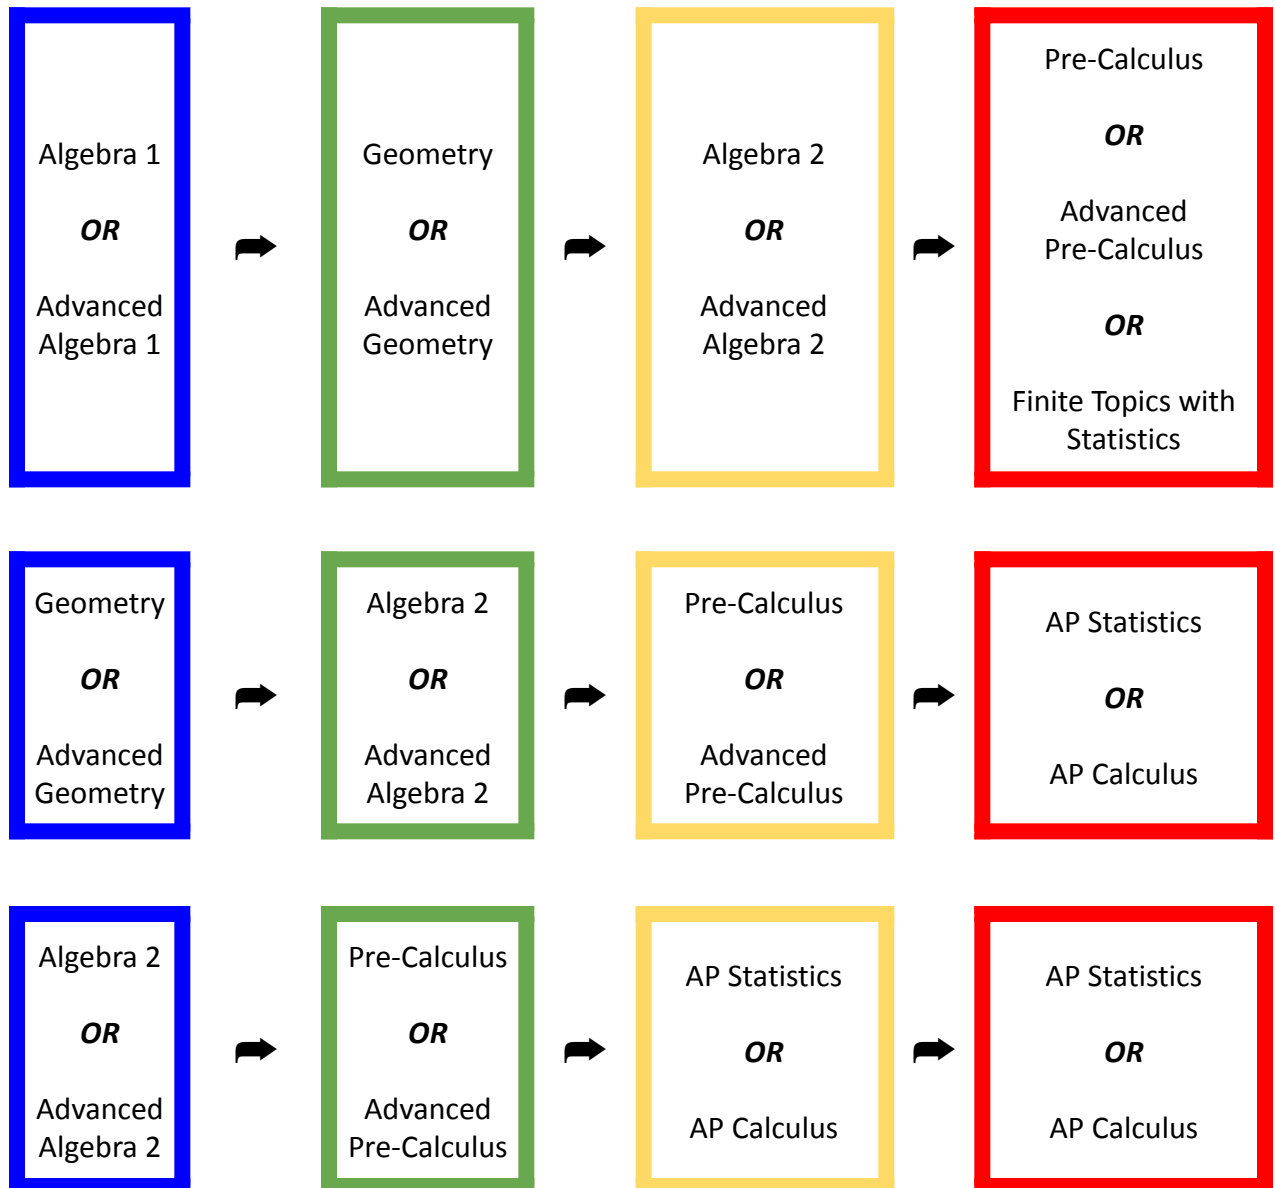 Algebra 1
OR
Advanced
Algebra 1
Geometry
OR
Advanced
Geometry
Algebra 2
OR
Advanced
Algebra 2
Pre-Calculus
OR
Advanced
Pre-Calculus
OR
Finite Topics with
Statistics
Geometry
OR
Advanced
Geometry
Algebra 2
OR
Advanced
Algebra 2
Pre-Calculus
OR
Advanced
Pre-Calculus
AP Statistics
OR
AP Calculus
Algebra 2
OR
Advanced
Algebra 2
Pre-Calculus
OR
Advanced
Pre-Calculus
AP Statistics
OR
AP Calculus
AP Statistics
OR
AP Calculus